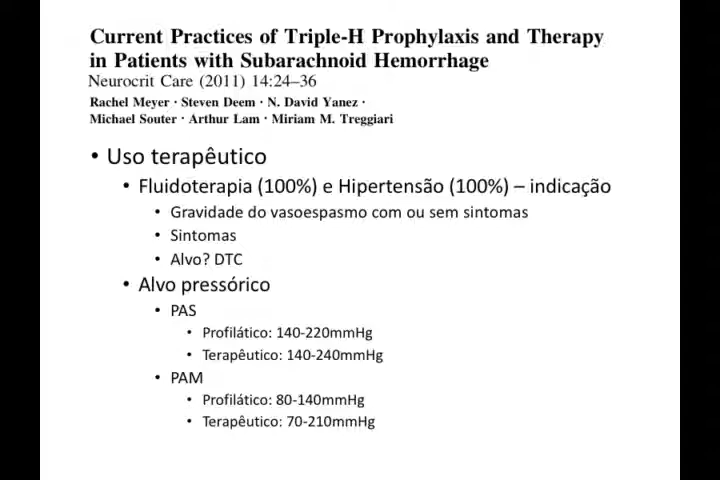 Current Practices of Triple-H Prophylaxis and Therapy
in Patients with Subarachnoid Hemorrhage
Neurocrit Care (2011) 14:24–36
Rachel Meyer · Steven Deem · N. David Yanez ·
Michael Souter · Arthur Lam · Miriam M. Treggiari
• Uso terapêutico
• Fluidoterapia (100%) e Hipertensão (100%) – indicação
• Gravidade do vasoespasmo com ou sem sintomas
• Sintomas
• Alvo? DTC
• Alvo pressórico
• PAS
• Profilático: 140-220mmHg
• Terapêutico: 140-240mmHg
• PAM
• Profilático: 80-140mmHg
• Terapêutico: 70-210mmHg